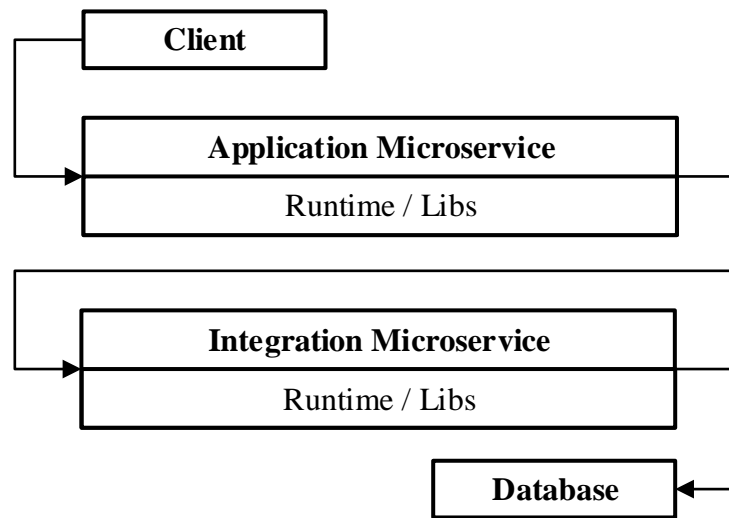 Client
Application Microservice
Runtime / Libs
Integration Microservice
Runtime / Libs
Database